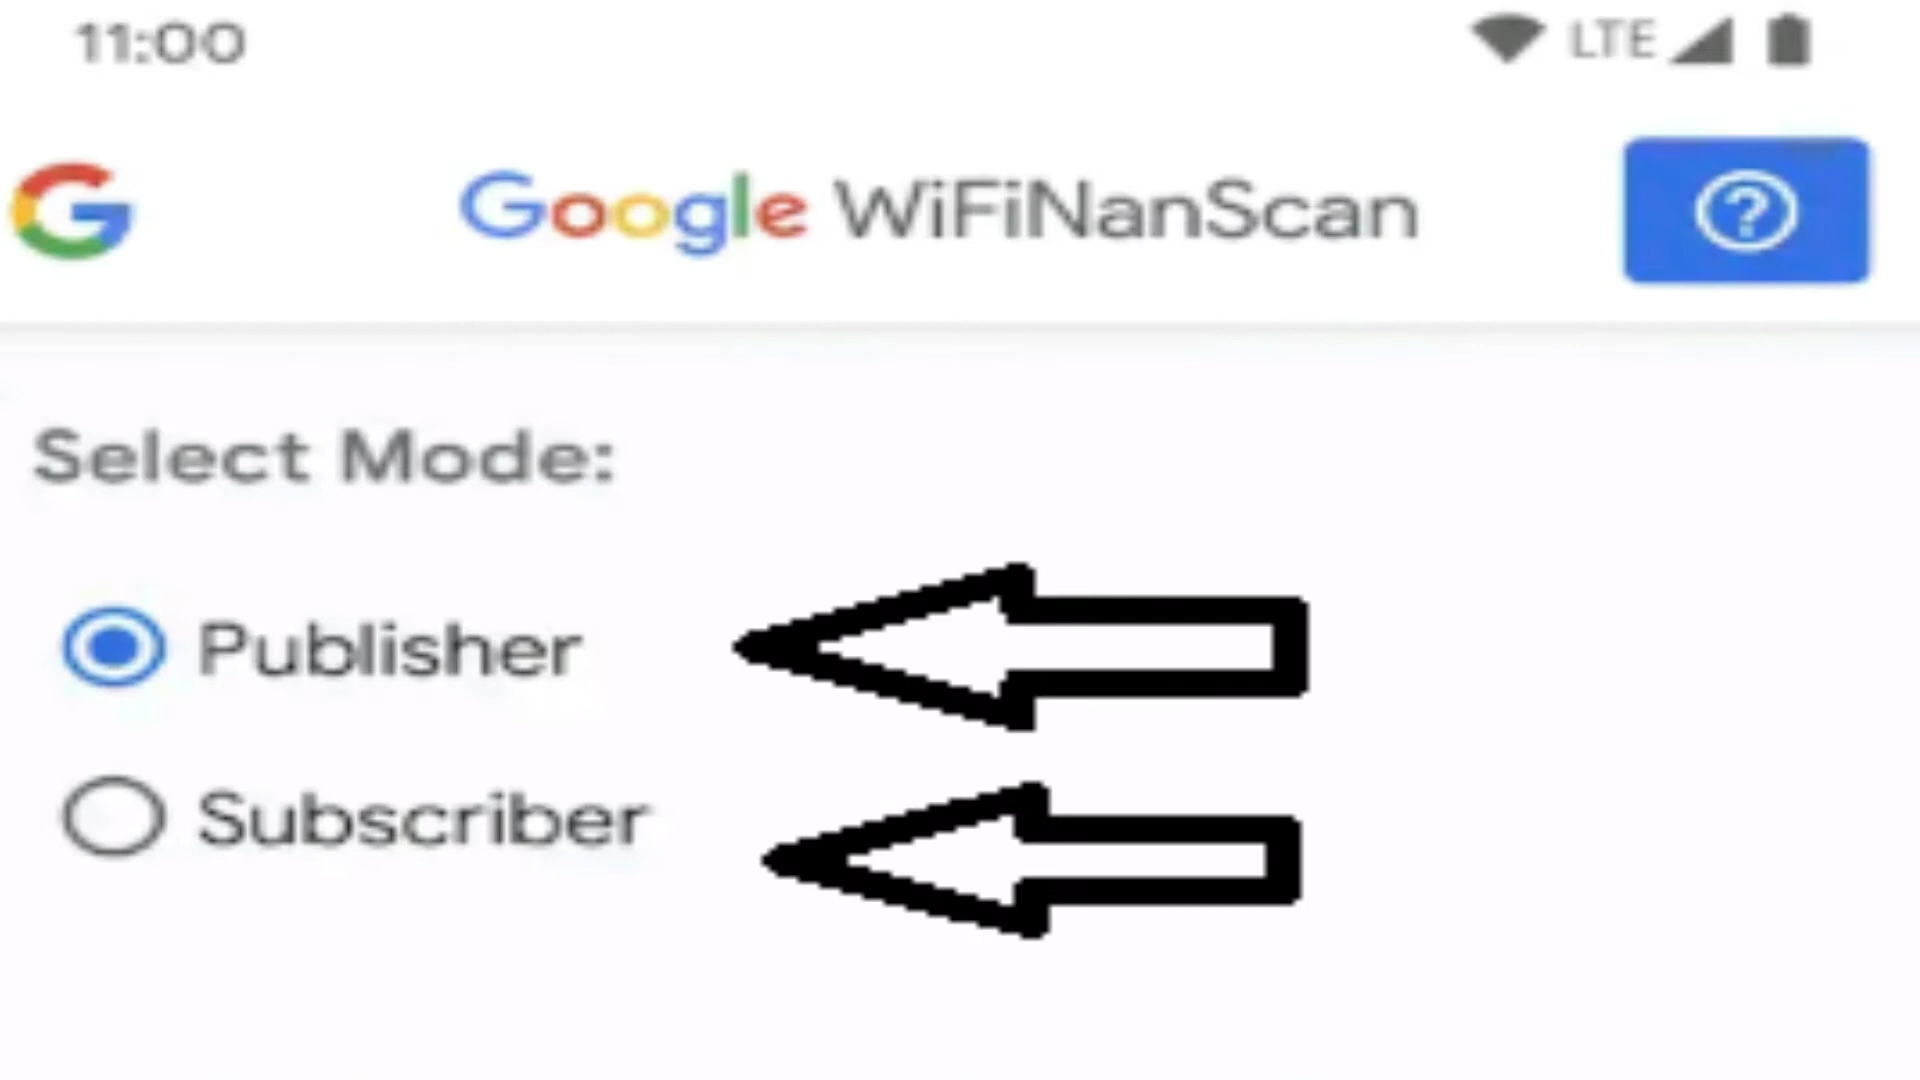 11:00 LTE
G Google WiFiNanScan ?
Select Mode:
Publisher
Subscriber